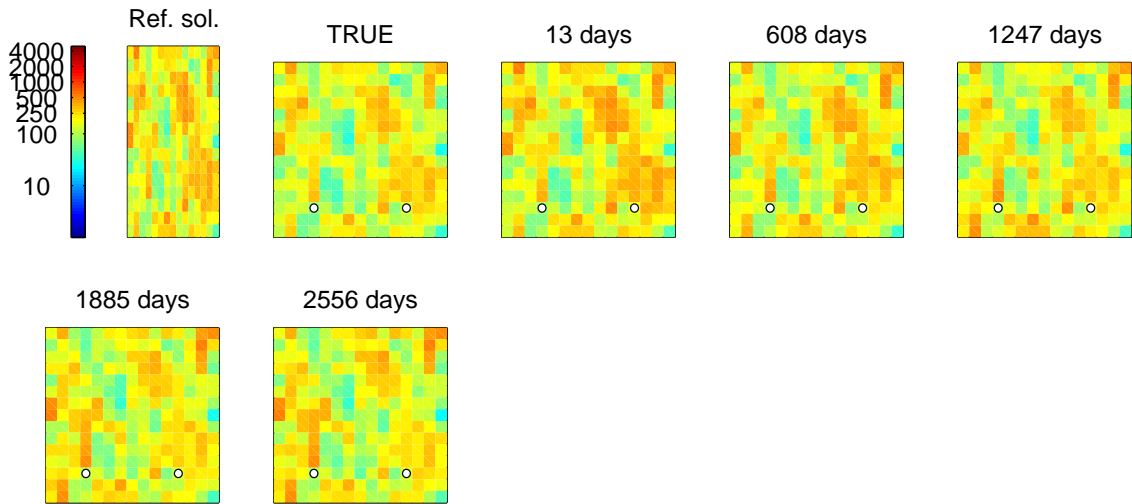 Ref. sol.
TRUE
13 days
608 days
1247 days
4000
2000
1000
500
250
100
10
1885 days
2556 days